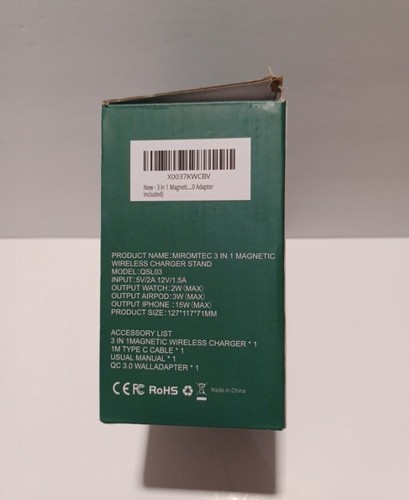 X0037KWCBV
New - 3 In 1 Magneti....0 Adapter
Included)
PRODUCT NAME: MIROMTEC 3 IN 1 MAGNETIC
WIRELESS CHARGER STAND
MODEL: QSL03
INPUT: 5V/2A 12V/1.5A
OUTPUT WATCH: 2W (MAX)
OUTPUT AIRPOD: 3W (MAX)
OUTPUT IPHONE : 15W (MAX)
PRODUCT SIZE: 127*117*71MM
ACCESSORY LIST
3 IN 1MAGNETIC WIRELESS CHARGER * 1
1M TYPE C CABLE * 1
USUAL MANUAL * 1
QC 3.0 WALLADAPTER * 1
CE FC RoHS Made in China